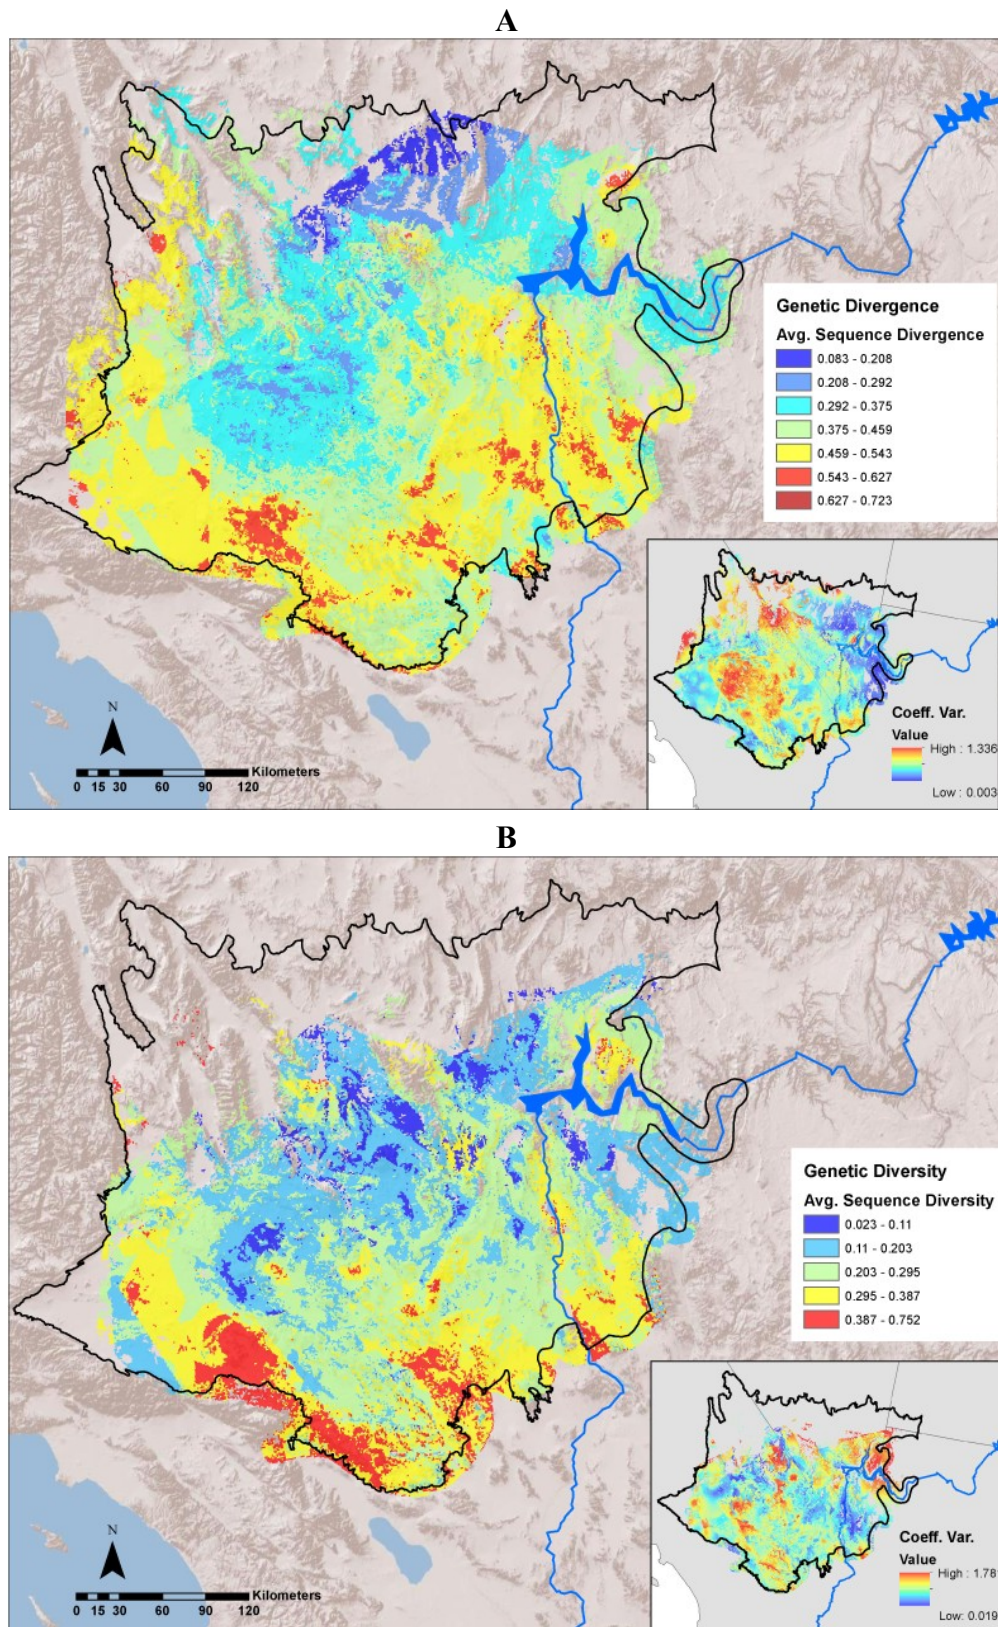 A
Genetic Divergence
Avg. Sequence Divergence
0.083 - 0.208
0.208 - 0.292
0.292 - 0.375
0.375 - 0.459
0.459 - 0.543
0.543 - 0.627
0.627 - 0.723
N
Kilometers
0 15 30 60 90 120
Coeff. Var.
Value
High : 1.336
Low : 0.003
B
Genetic Diversity
Avg. Sequence Diversity
0.023 - 0.11
0.11 - 0.203
0.203 - 0.295
0.295 - 0.387
0.387 - 0.752
N
Kilometers
0 15 30 60 90 120
Coeff. Var.
Value
High : 1.78
Low: 0.019